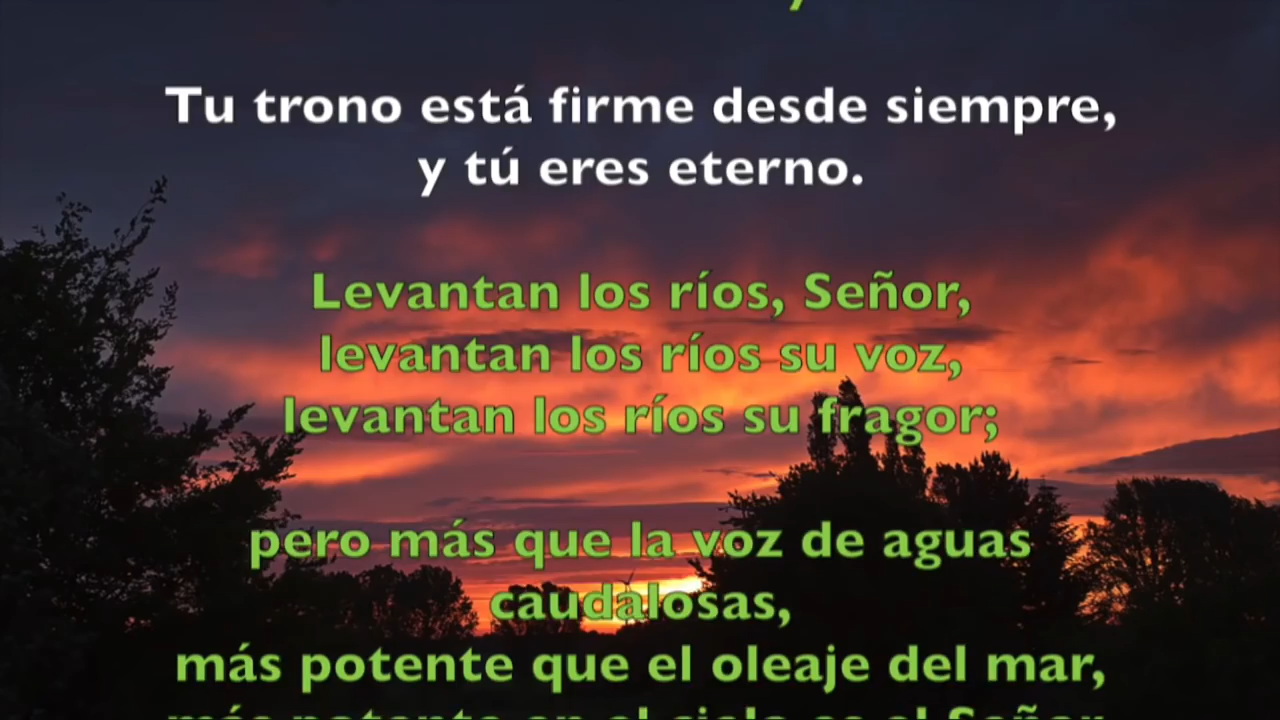 Tu trono está firme desde siempre,
y tú eres eterno.
Levantan los ríos, Señor,
levantan los ríos su voz,
levantan los ríos su fragor;
pero más que la voz de aguas
caudalosas,
más potente que el oleaje del mar,
más potente en el cielo es el Señor